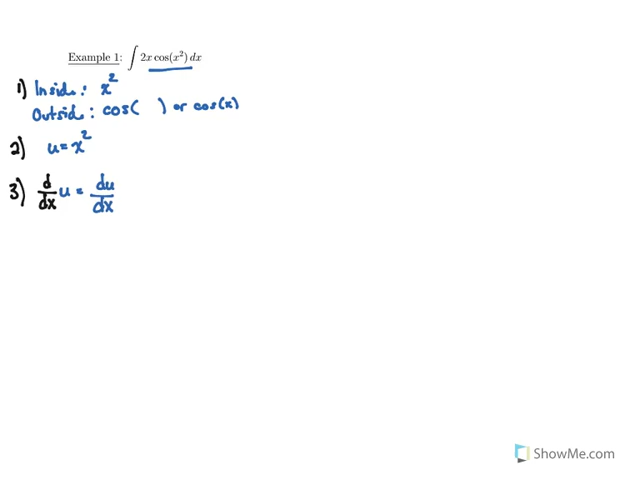 Example 1: ∫ 2x cos(x²) dx
1) Inside: x²
Outside: cos( ) or cos(x)
2) u = x²
3) d/dx u = du/dx
ShowMe.com